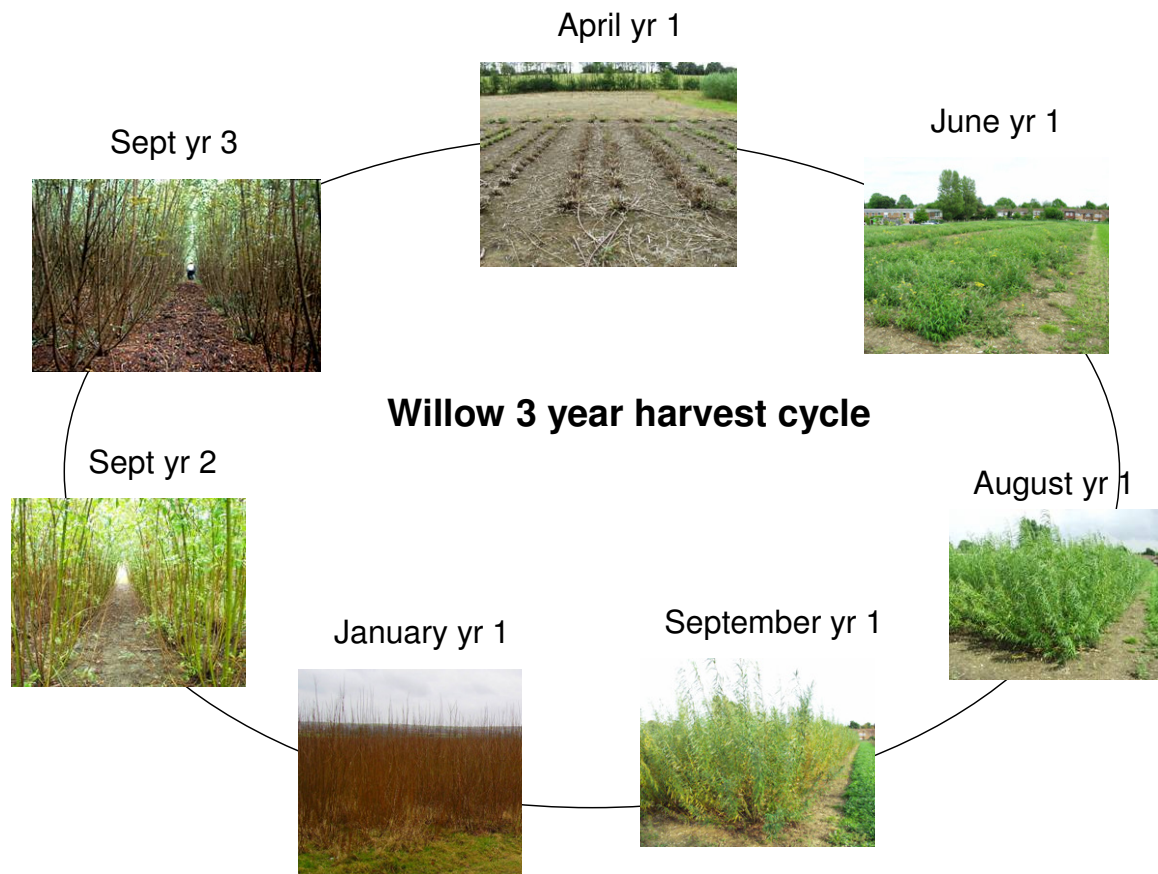 April yr 1
June yr 1
Sept yr 3
Willow 3 year harvest cycle
Sept yr 2
August yr 1
September yr 1
January yr 1